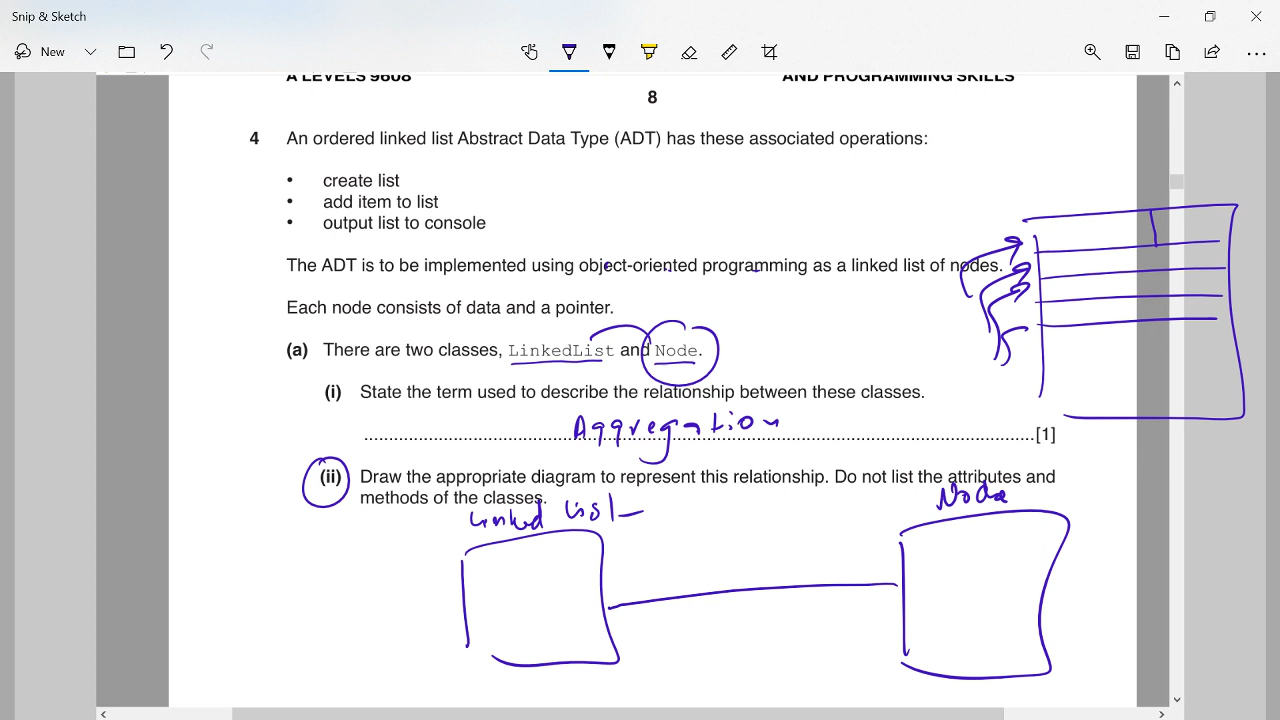 Snip & Sketch
New
A LEVELS 9608 AND PROGRAMMING SKILLS
8
4 An ordered linked list Abstract Data Type (ADT) has these associated operations:
• create list
• add item to list
• output list to console
The ADT is to be implemented using object-oriented programming as a linked list of nodes.
Each node consists of data and a pointer.
(a) There are two classes, LinkedList and Node.
(i) State the term used to describe the relationship between these classes.
Aggregation
[1]
(ii) Draw the appropriate diagram to represent this relationship. Do not list the attributes and
methods of the classes.
Linked List Node